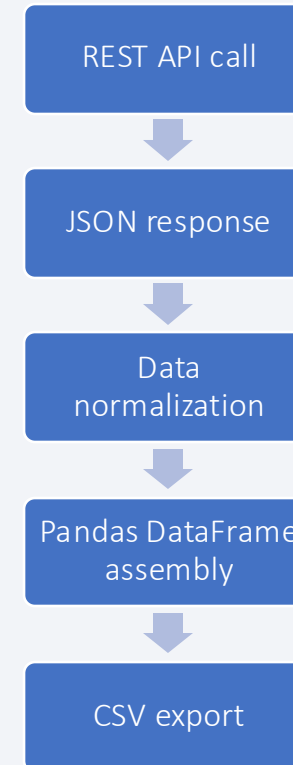 REST API call
JSON response
Data
normalization
Pandas DataFrame
assembly
CSV export